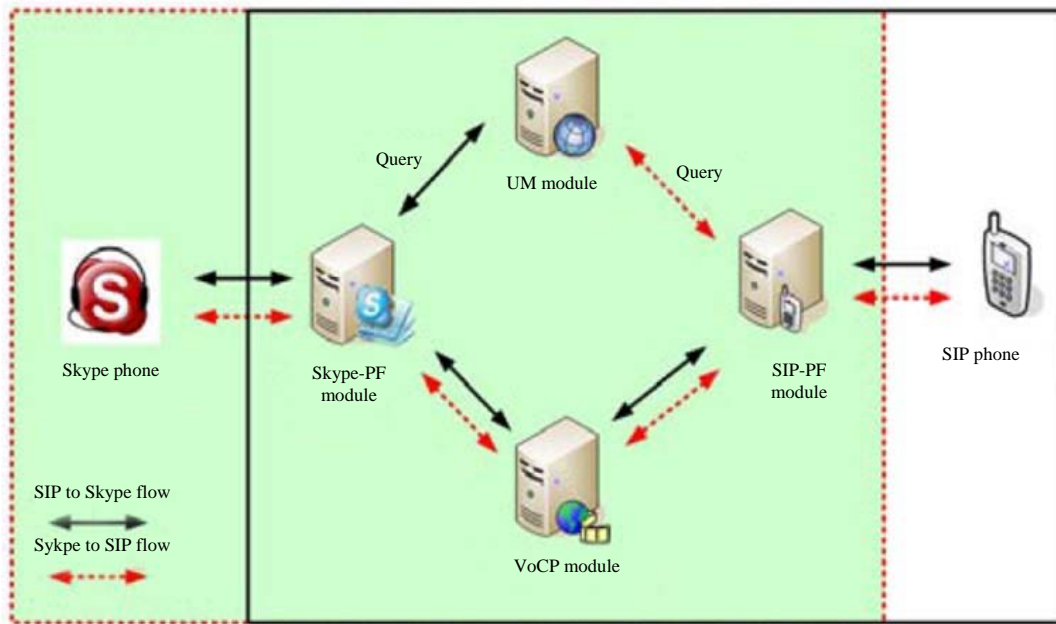 Query
UM module
Query
Skype phone
Skype-PF
module
SIP-PF
module
SIP phone
SIP to Skype flow
Sykpe to SIP flow
VoCP module
S
S